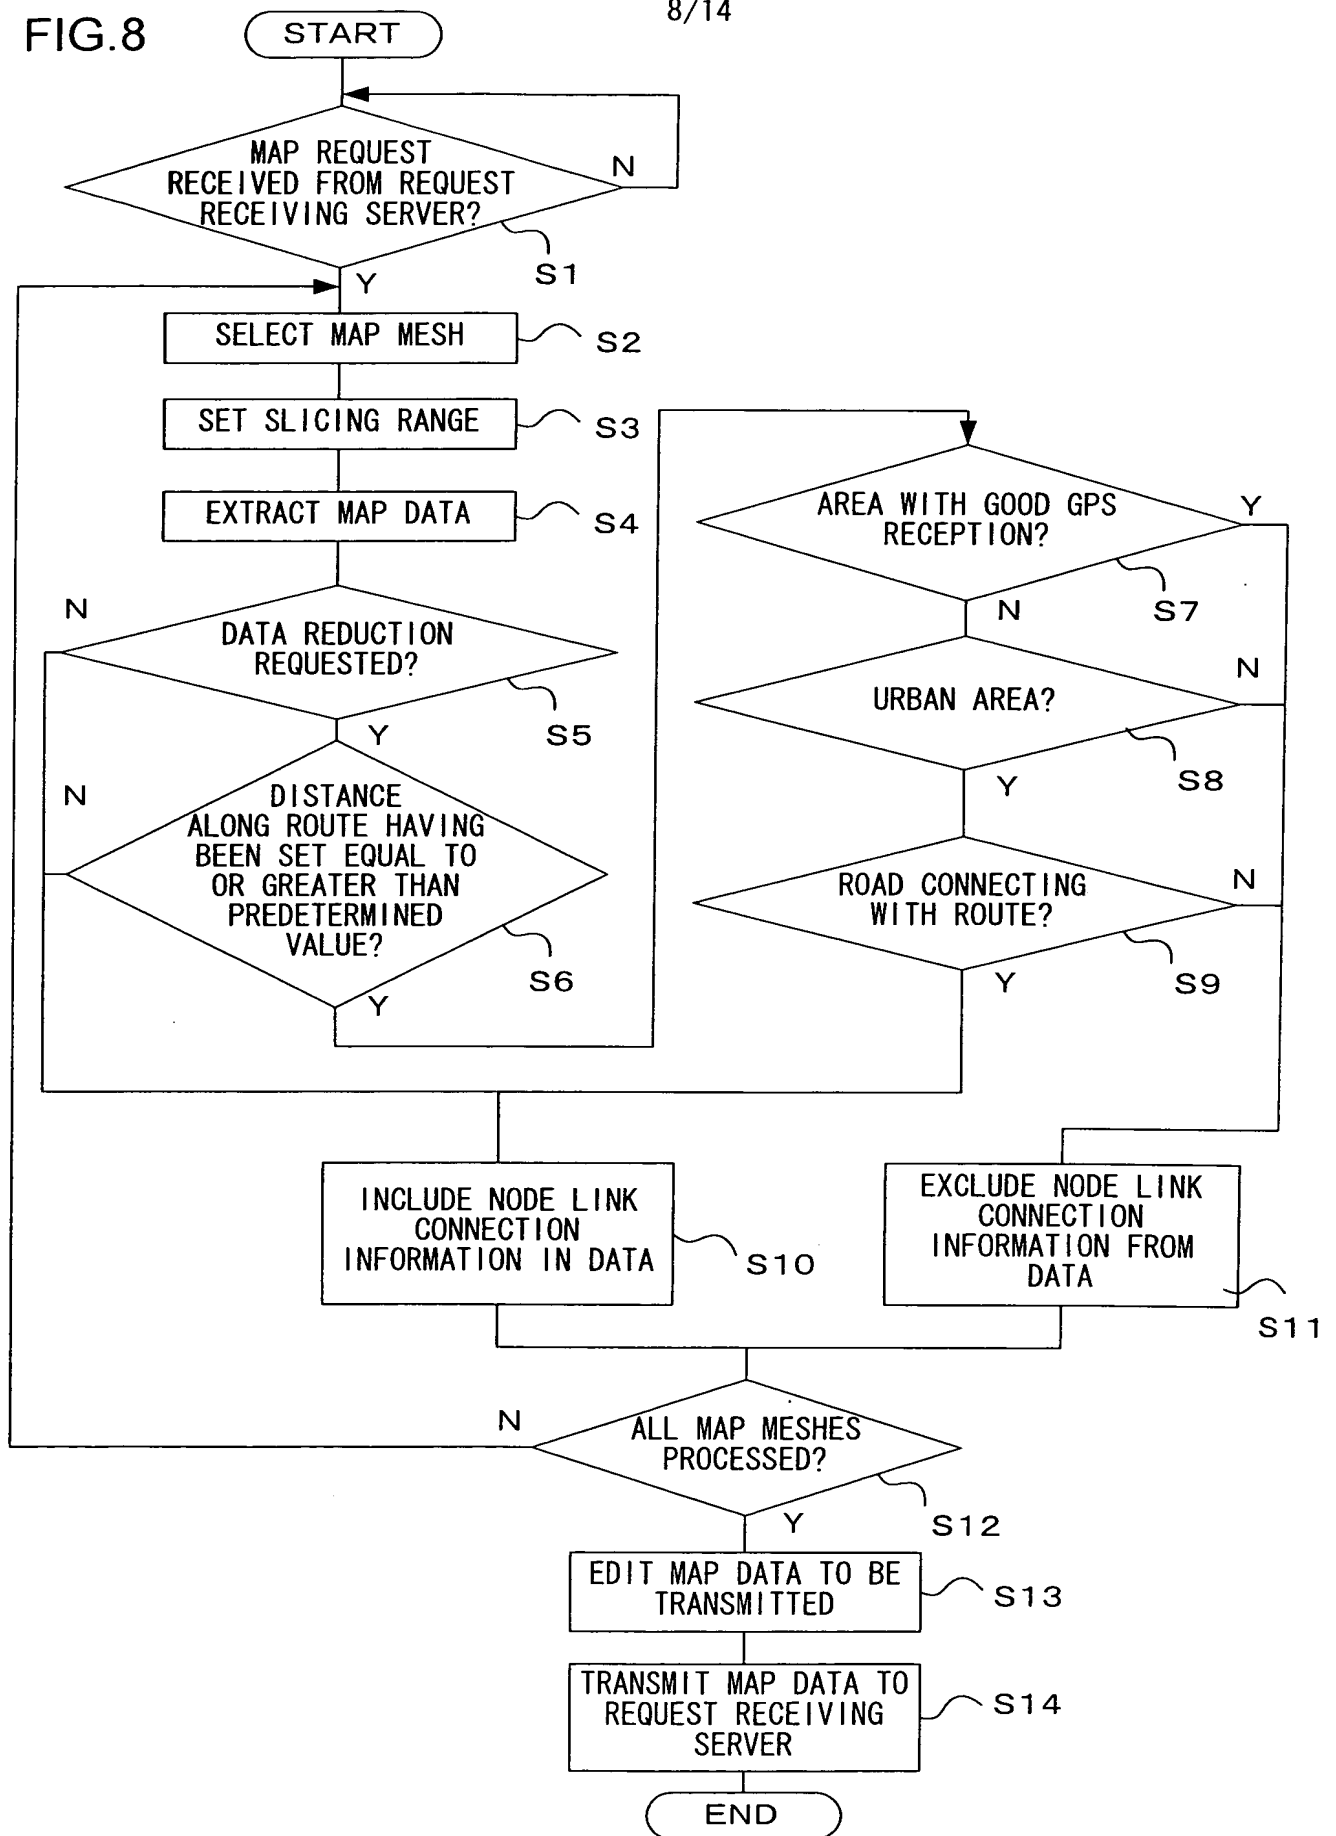 8/14
FIG.8
START
MAP REQUEST
RECEIVED FROM REQUEST
RECEIVING SERVER?
N
S1
Y
SELECT MAP MESH
S2
SET SLICING RANGE
S3
EXTRACT MAP DATA
S4
N
DATA REDUCTION
REQUESTED?
S5
Y
N
DISTANCE
ALONG ROUTE HAVING
BEEN SET EQUAL TO
OR GREATER THAN
PREDETERMINED
VALUE?
S6
Y
AREA WITH GOOD GPS
RECEPTION?
Y
S7
N
URBAN AREA?
N
S8
Y
ROAD CONNECTING
WITH ROUTE?
N
S9
Y
INCLUDE NODE LINK
CONNECTION
INFORMATION IN DATA
S10
EXCLUDE NODE LINK
CONNECTION
INFORMATION FROM
DATA
S11
N
ALL MAP MESHES
PROCESSED?
S12
Y
EDIT MAP DATA TO BE
TRANSMITTED
S13
TRANSMIT MAP DATA TO
REQUEST RECEIVING
SERVER
S14
END